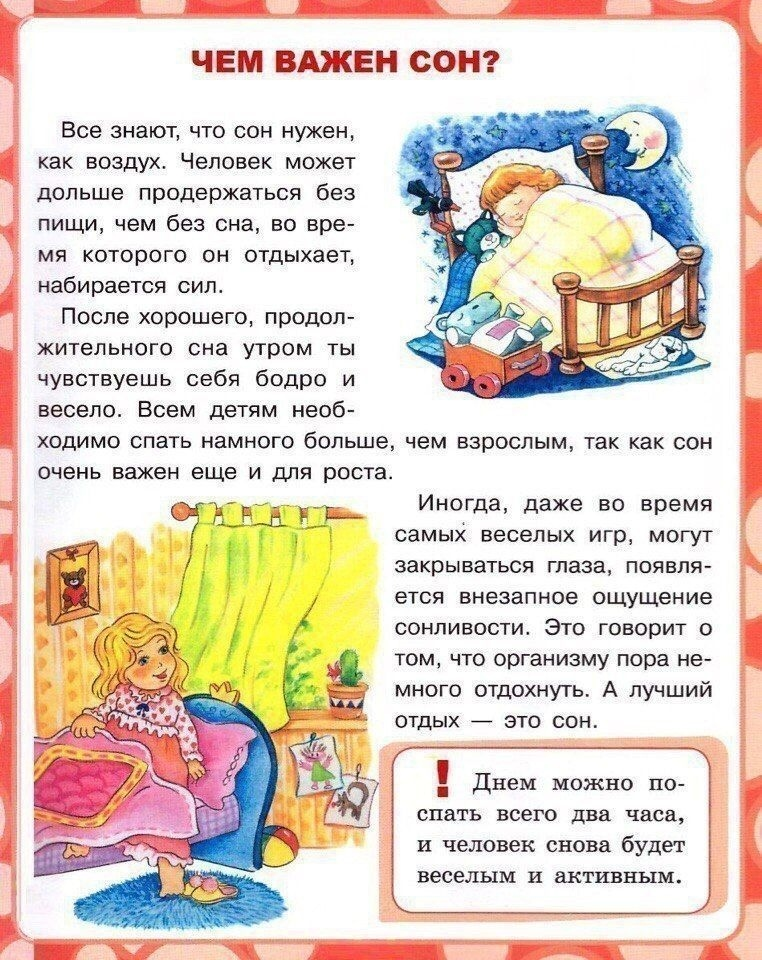 ЧЕМ ВАЖЕН СОН?
Все знают, что сон нужен,
как воздух. Человек может
дольше продержаться без
пищи, чем без сна, во вре-
мя которого он отдыхает,
набирается сил.
После хорошего, продол-
жительного сна утром ты
чувствуешь себя бодро и
весело. Всем детям необ-
ходимо спать намного больше, чем взрослым, так как сон
очень важен еще и для роста.
Иногда, даже во время
самых веселых игр, могут
закрываться глаза, появля-
ется внезапное ощущение
сонливости. Это говорит о
том, что организму пора не-
много отдохнуть. А лучший
отдых — это сон.
! Днем можно по-
спать всего два часа,
и человек снова будет
веселым и активным.